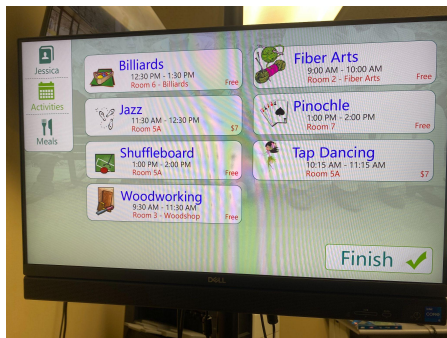 Jessica
Activities
Meals
Billiards
12:30 PM - 1:30 PM
Room 6 - Billiards
Free
Jazz
11:30 AM - 12:30 PM
Room 5A
$7
Shuffleboard
1:00 PM - 2:00 PM
Room 5A
Free
Woodworking
9:30 AM - 11:30 AM
Room 3 - Woodshop
Free
Fiber Arts
9:00 AM - 10:00 AM
Room 2 - Fiber Arts
Free
Pinochle
1:00 PM - 2:00 PM
Room 7
Free
Tap Dancing
10:15 AM - 11:15 AM
Room 5A
$7
Finish
DELL